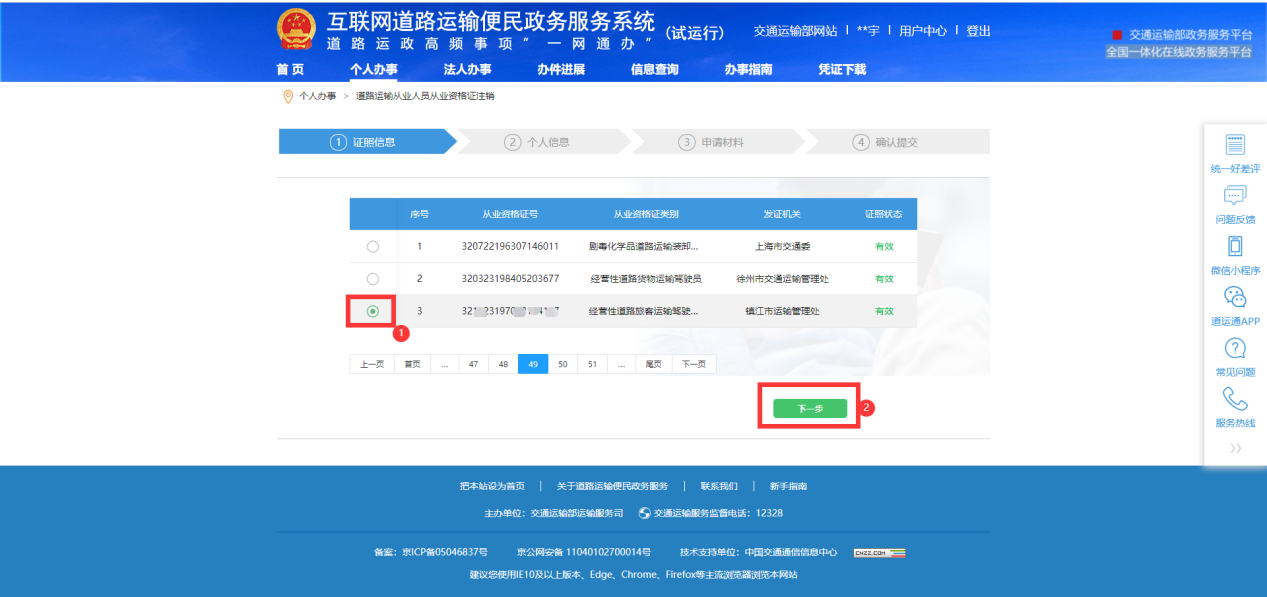 互联网道路运输便民政务服务系统（试运行）
道路运政高频事项“一网通办”
交通运输部网站 | **宇 | 用户中心 | 登出
交通运输部政务服务平台
全国一体化在线政务服务平台
首页 个人办事 法人办事 办件进展 信息查询 办事指南 凭证下载
个人办事 > 道路运输从业人员从业资格证注销
1 证照信息 2 个人信息 3 申请材料 4 确认提交
序号 从业资格证号 从业资格证类别 发证机关 证照状态
1 320722196307146011 剧毒化学品道路运输装卸... 上海市交通委 有效
2 320323198405203677 经营性道路货物运输驾驶员 徐州市交通运输管理处 有效
3 经营性道路旅客运输驾驶... 镇江市运输管理处 有效
1
上一页 首页 ... 47 48 49 50 51 ... 尾页 下一页
下一步 2
统一好差评
问题反馈
微信小程序
道运通APP
常见问题
服务热线
把本站设为首页 | 关于道路运输便民政务服务 | 联系我们 | 新手指南
主办单位：交通运输部运输服务司 交通运输服务监督电话：12328
备案：京ICP备05046837号 京公网安备 11040102700014号 技术支持单位：中国交通通信信息中心 CNZZ.COM
建议您使用IE10及以上版本、Edge、Chrome、Firefox等主流浏览器浏览本网站